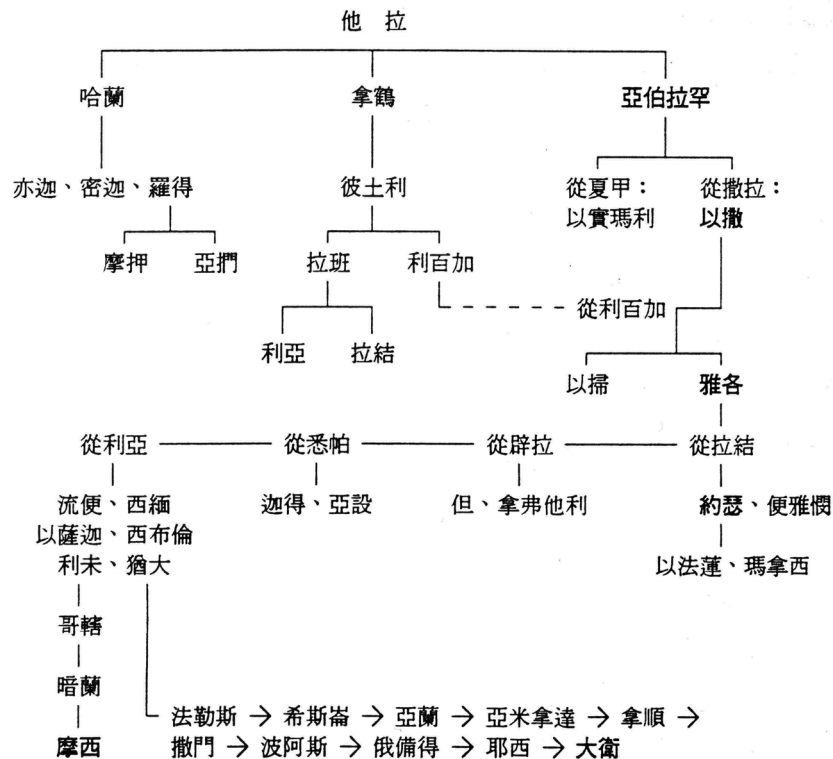 他 拉
哈蘭 拿鶴 亞伯拉罕
亦迦、密迦、羅得 彼土利 從夏甲： 從撒拉：
以實瑪利 以撒
摩押 亞捫 拉班 利百加
從利百加
利亞 拉結
以掃 雅各
從利亞 從悉帕 從辟拉 從拉結
流便、西緬 迦得、亞設 但、拿弗他利 約瑟、便雅憫
以薩迦、西布倫
利未、猶大 以法蓮、瑪拿西
哥轄
暗蘭
法勒斯 → 希斯崙 → 亞蘭 → 亞米拿達 → 拿順 →
摩西 撒門 → 波阿斯 → 俄備得 → 耶西 → 大衛